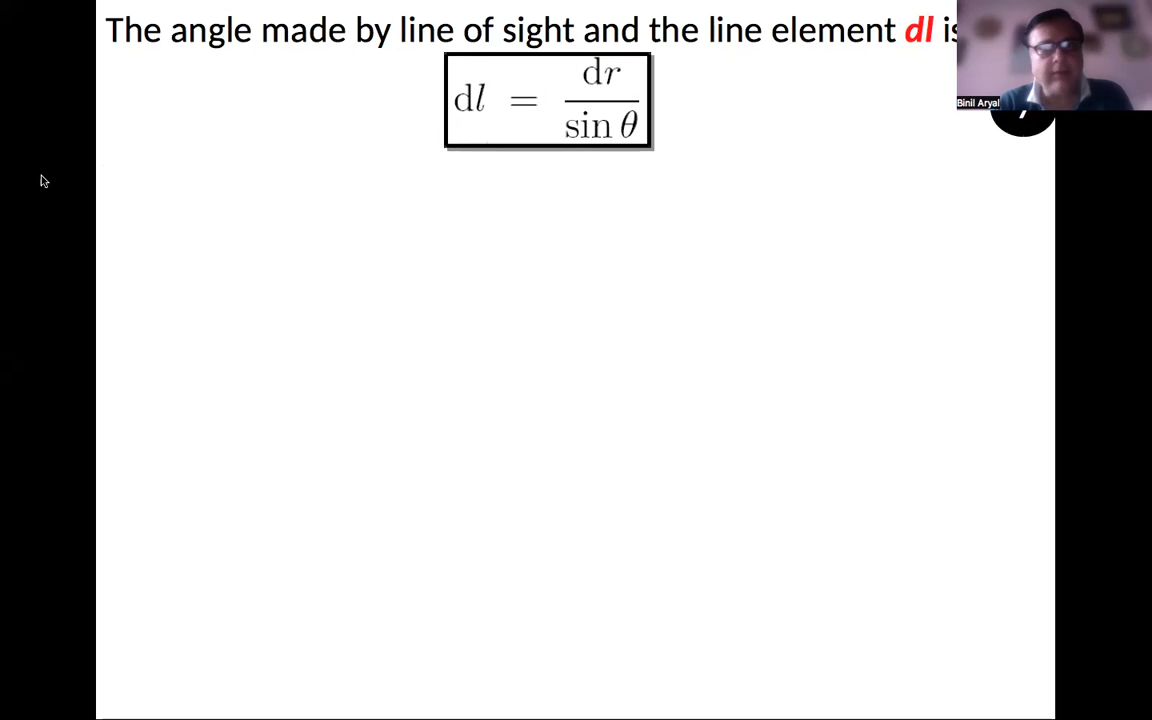 The angle made by line of sight and the line element dl is
dl = dr / sin θ
Binil Aryal